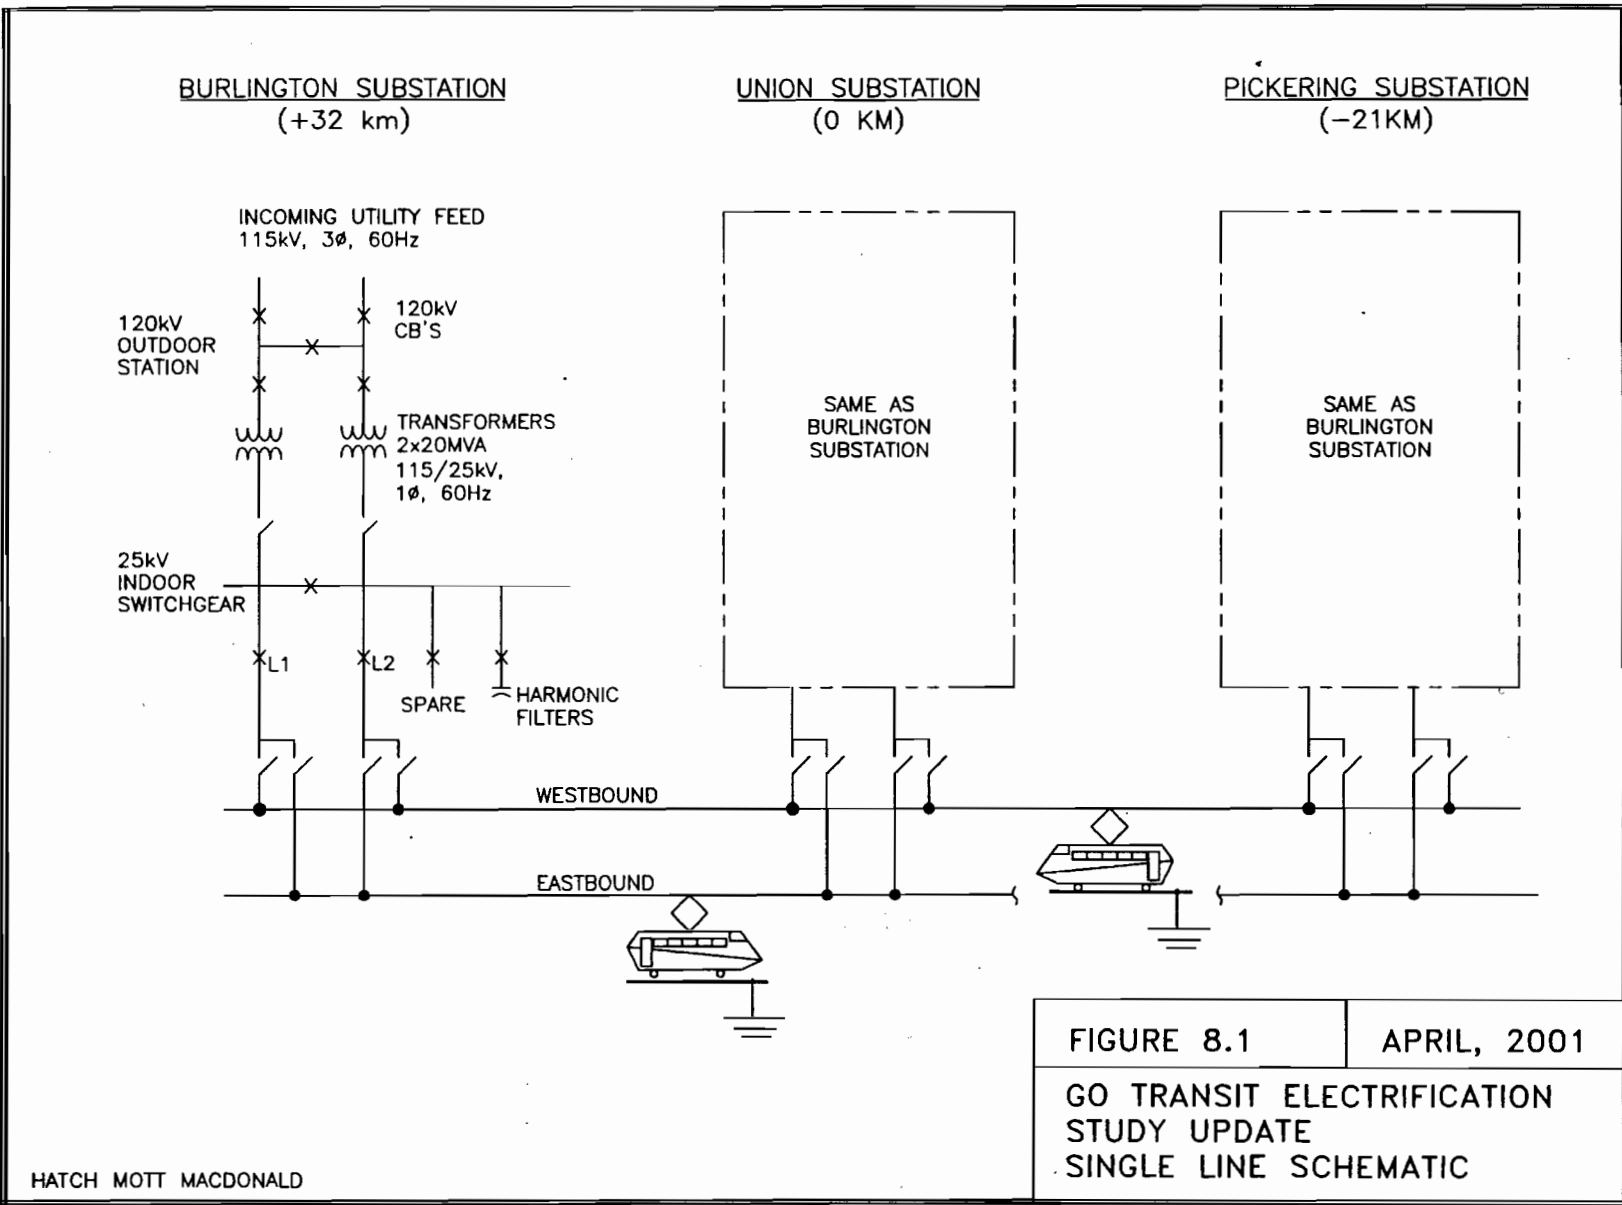 BURLINGTON SUBSTATION
(+32 km)
UNION SUBSTATION
(0 KM)
PICKERING SUBSTATION
(-21KM)
INCOMING UTILITY FEED
115kV, 3ø, 60Hz
120kV
OUTDOOR
STATION
120kV
CB'S
TRANSFORMERS
2x20MVA
115/25kV,
1ø, 60Hz
25kV
INDOOR
SWITCHGEAR
L1
L2
SPARE
HARMONIC
FILTERS
SAME AS
BURLINGTON
SUBSTATION
SAME AS
BURLINGTON
SUBSTATION
WESTBOUND
EASTBOUND
FIGURE 8.1
APRIL, 2001
GO TRANSIT ELECTRIFICATION
STUDY UPDATE
SINGLE LINE SCHEMATIC
HATCH MOTT MACDONALD